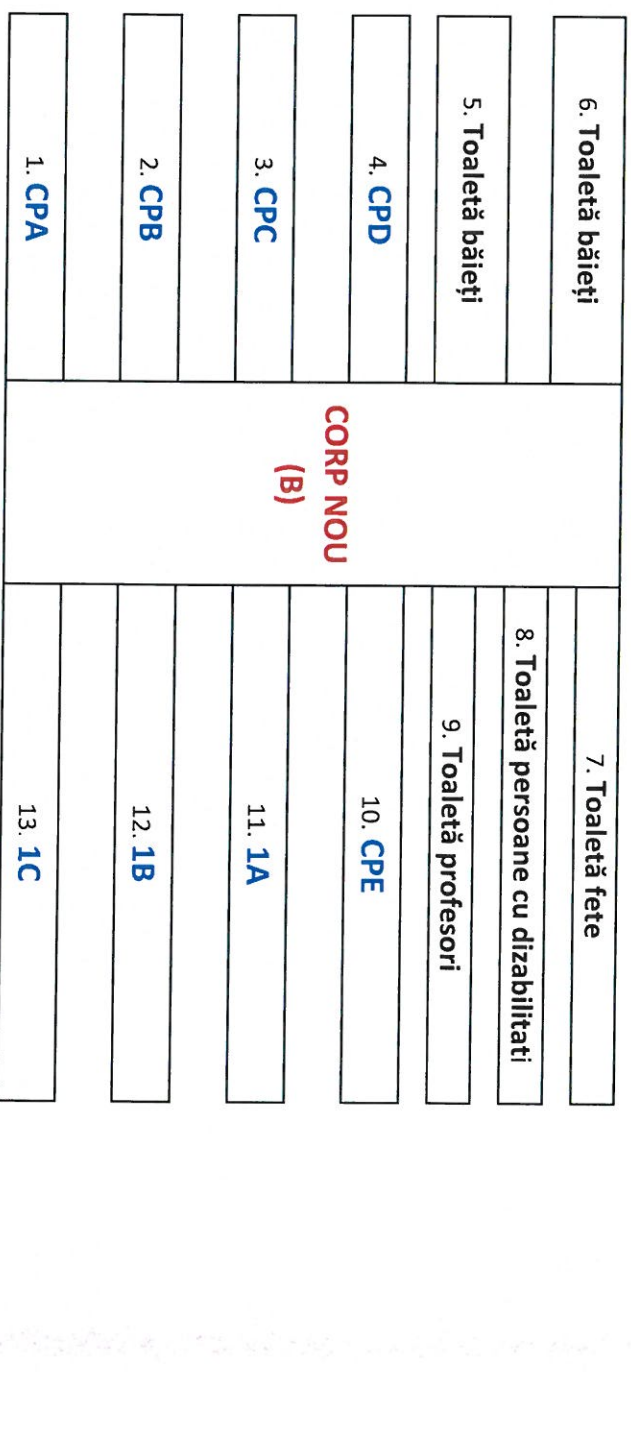 6. Toaletă băieți
5. Toaletă băieți
4. CPD
3. CPC
2. CPB
1. CPA
CORP NOU
(B)
7. Toaletă fete
8. Toaletă persoane cu dizabilitati
9. Toaletă profesori
10. CPE
11. 1A
12. 1B
13. 1C